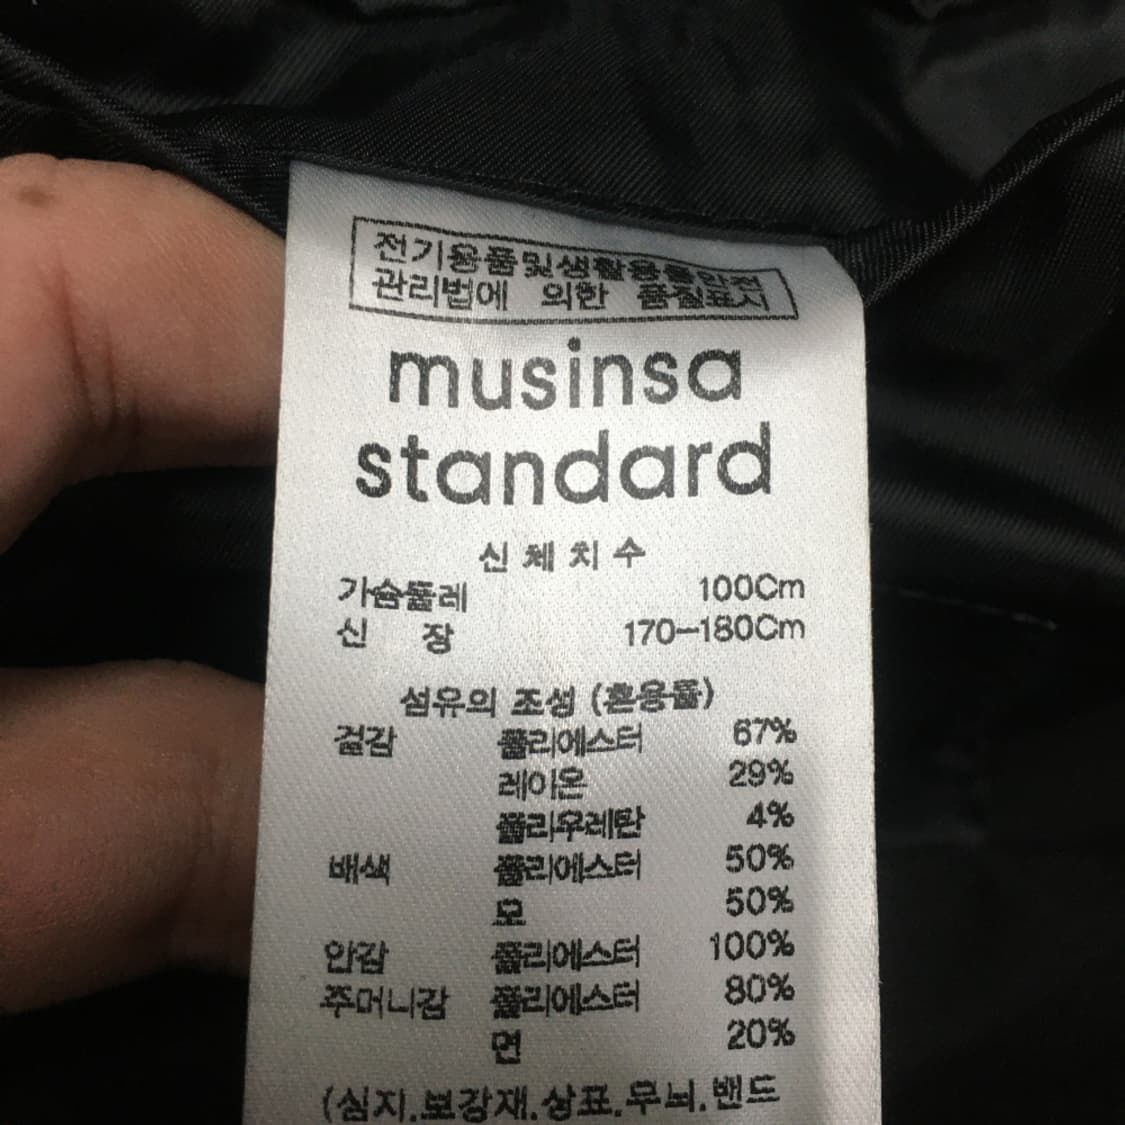 전기용품및생활용품안전
관리법에 의한 품질표시
musinsa
standard
신체치수
가슴둘레 100Cm
신 장 170-180Cm
섬유의 조성 (혼용률)
겉감 폴리에스터 67%
레이온 29%
폴리우레탄 4%
배색 폴리에스터 50%
모 50%
안감 폴리에스터 100%
주머니감 폴리에스터 80%
면 20%
(심지.보강재.상표.무늬.밴드